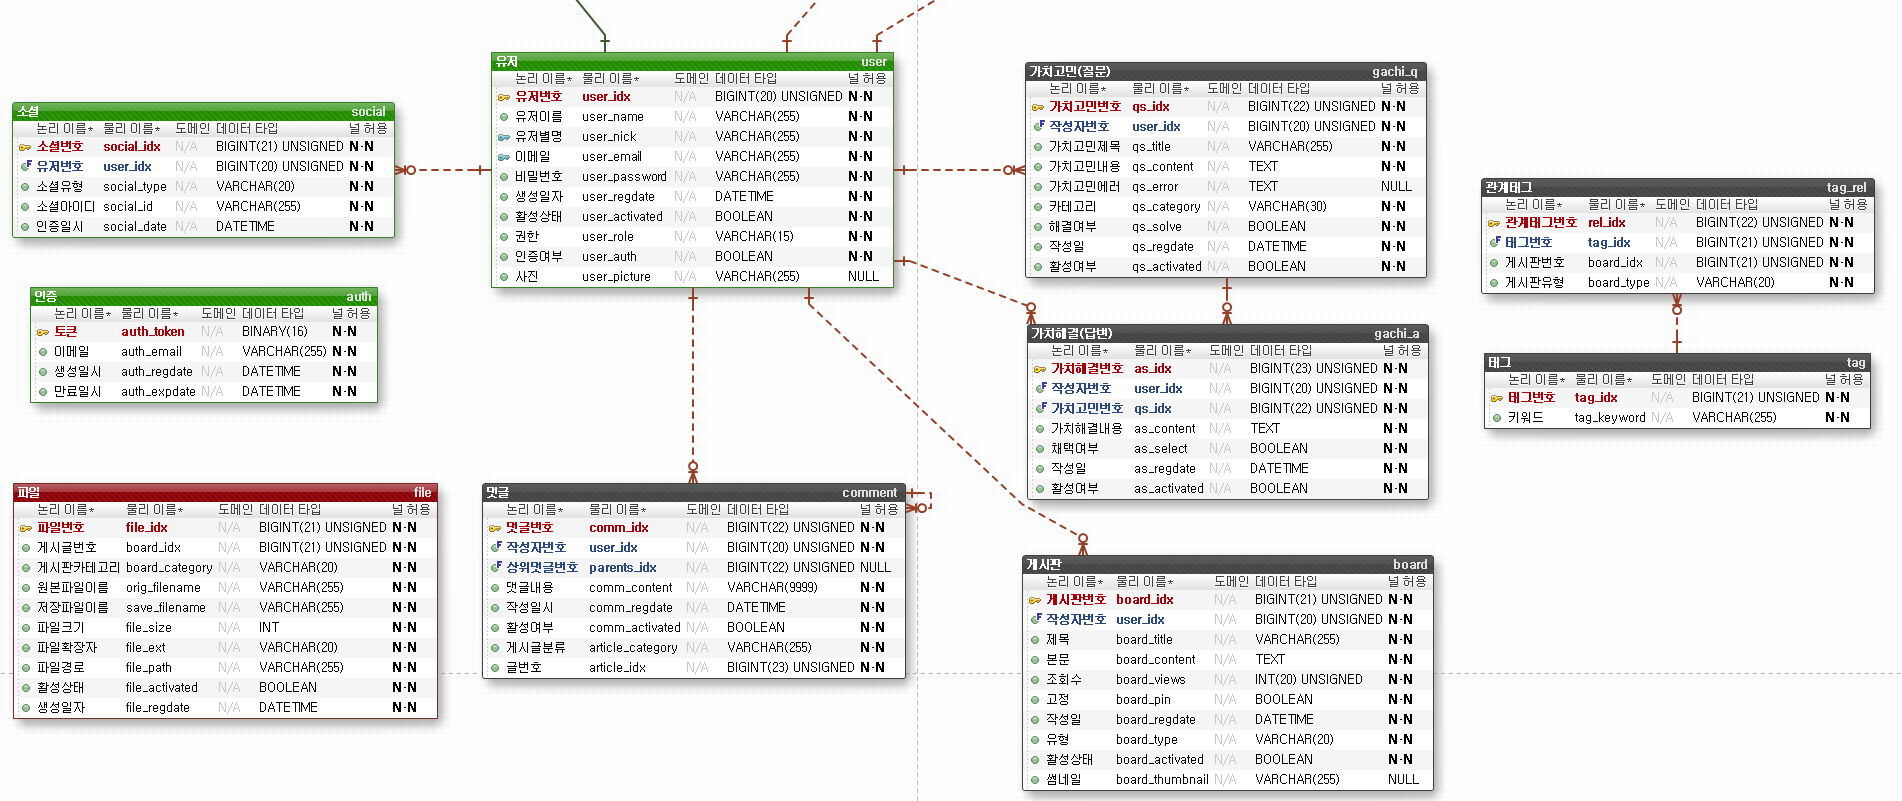 유저 user
논리 이름* 물리 이름* 도메인 데이터 타입 널 허용
유저번호 user_idx N/A BIGINT(20) UNSIGNED N-N
유저이름 user_name N/A VARCHAR(255) N-N
유저별명 user_nick N/A VARCHAR(255) N-N
이메일 user_email N/A VARCHAR(255) N-N
비밀번호 user_password N/A VARCHAR(255) N-N
생성일자 user_regdate N/A DATETIME N-N
활성상태 user_activated N/A BOOLEAN N-N
권한 user_role N/A VARCHAR(15) N-N
인증여부 user_auth N/A BOOLEAN N-N
사진 user_picture N/A VARCHAR(255) NULL
가치고민(질문) gachi_q
논리 이름* 물리 이름* 도메인 데이터 타입 널 허용
가치고민번호 qs_idx N/A BIGINT(22) UNSIGNED N-N
작성자번호 user_idx N/A BIGINT(20) UNSIGNED N-N
가치고민제목 qs_title N/A VARCHAR(255) N-N
가치고민내용 qs_content N/A TEXT N-N
가치고민에러 qs_error N/A TEXT NULL
카테고리 qs_category N/A VARCHAR(30) N-N
해결여부 qs_solve N/A BOOLEAN N-N
작성일 qs_regdate N/A DATETIME N-N
활성여부 qs_activated N/A BOOLEAN N-N
소셜 social
논리 이름* 물리 이름* 도메인 데이터 타입 널 허용
소셜번호 social_idx N/A BIGINT(21) UNSIGNED N-N
유저번호 user_idx N/A BIGINT(20) UNSIGNED N-N
소셜유형 social_type N/A VARCHAR(20) N-N
소셜아이디 social_id N/A VARCHAR(255) N-N
인증일시 social_date N/A DATETIME N-N
관계태그 tag_rel
논리 이름* 물리 이름* 도메인 데이터 타입 널 허용
관계태그번호 rel_idx N/A BIGINT(22) UNSIGNED N-N
태그번호 tag_idx N/A BIGINT(21) UNSIGNED N-N
게시판번호 board_idx N/A BIGINT(21) UNSIGNED N-N
게시판유형 board_type N/A VARCHAR(20) N-N
인증 auth
논리 이름* 물리 이름* 도메인 데이터 타입 널 허용
토큰 auth_token N/A BINARY(16) N-N
이메일 auth_email N/A VARCHAR(255) N-N
생성일시 auth_regdate N/A DATETIME N-N
만료일시 auth_expdate N/A DATETIME N-N
가치해결(답변) gachi_a
논리 이름* 물리 이름* 도메인 데이터 타입 널 허용
가치해결번호 as_idx N/A BIGINT(23) UNSIGNED N-N
작성자번호 user_idx N/A BIGINT(20) UNSIGNED N-N
가치고민번호 qs_idx N/A BIGINT(22) UNSIGNED N-N
가치해결내용 as_content N/A TEXT N-N
채택여부 as_select N/A BOOLEAN N-N
작성일 as_regdate N/A DATETIME N-N
활성여부 as_activated N/A BOOLEAN N-N
태그 tag
논리 이름* 물리 이름* 도메인 데이터 타입 널 허용
태그번호 tag_idx N/A BIGINT(21) UNSIGNED N-N
키워드 tag_keyword N/A VARCHAR(255) N-N
파일 file
논리 이름* 물리 이름* 도메인 데이터 타입 널 허용
파일번호 file_idx N/A BIGINT(21) UNSIGNED N-N
게시글번호 board_idx N/A BIGINT(21) UNSIGNED N-N
게시판카테고리 board_category N/A VARCHAR(20) N-N
원본파일이름 orig_filename N/A VARCHAR(255) N-N
저장파일이름 save_filename N/A VARCHAR(255) N-N
파일크기 file_size N/A INT N-N
파일확장자 file_ext N/A VARCHAR(20) N-N
파일경로 file_path N/A VARCHAR(255) N-N
활성상태 file_activated N/A BOOLEAN N-N
생성일자 file_regdate N/A DATETIME N-N
댓글 comment
논리 이름* 물리 이름* 도메인 데이터 타입 널 허용
댓글번호 comm_idx N/A BIGINT(22) UNSIGNED N-N
작성자번호 user_idx N/A BIGINT(20) UNSIGNED N-N
상위댓글번호 parents_idx N/A BIGINT(22) UNSIGNED NULL
댓글내용 comm_content N/A VARCHAR(9999) N-N
작성일시 comm_regdate N/A DATETIME N-N
활성여부 comm_activated N/A BOOLEAN N-N
게시글분류 article_category N/A VARCHAR(255) N-N
글번호 article_idx N/A BIGINT(23) UNSIGNED N-N
게시판 board
논리 이름* 물리 이름* 도메인 데이터 타입 널 허용
게시판번호 board_idx N/A BIGINT(21) UNSIGNED N-N
작성자번호 user_idx N/A BIGINT(20) UNSIGNED N-N
제목 board_title N/A VARCHAR(255) N-N
본문 board_content N/A TEXT N-N
조회수 board_views N/A INT(20) UNSIGNED N-N
고정 board_pin N/A BOOLEAN N-N
작성일 board_regdate N/A DATETIME N-N
유형 board_type N/A VARCHAR(20) N-N
활성상태 board_activated N/A BOOLEAN N-N
썸네일 board_thumbnail N/A VARCHAR(255) NULL